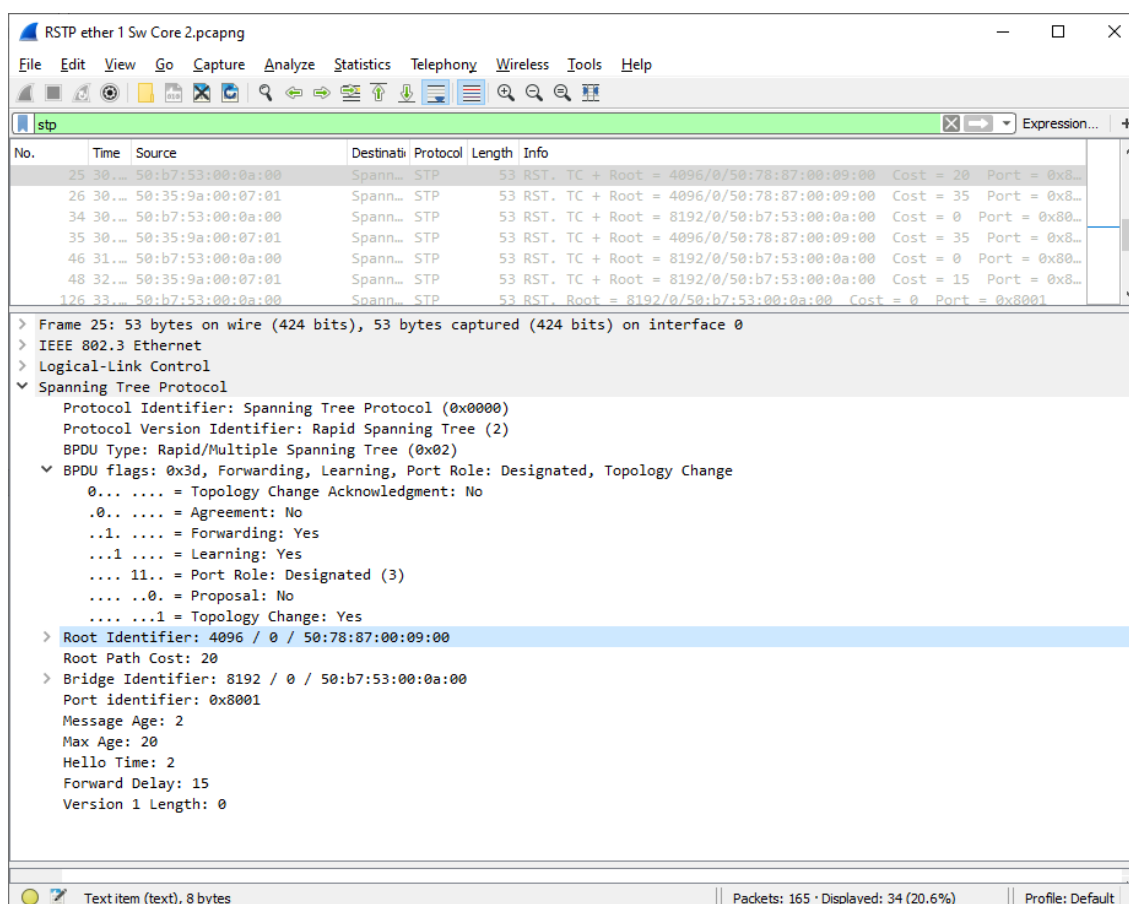 RSTP ether 1 Sw Core 2.pcapng
File Edit View Go Capture Analyze Statistics Telephony Wireless Tools Help
stp Expression... +
No. Time Source Destinati Protocol Length Info
25 30.… 50:b7:53:00:0a:00 Spann… STP 53 RST. TC + Root = 4096/0/50:78:87:00:09:00 Cost = 20 Port = 0x8…
26 30.… 50:35:9a:00:07:01 Spann… STP 53 RST. TC + Root = 4096/0/50:78:87:00:09:00 Cost = 35 Port = 0x8…
34 30.… 50:b7:53:00:0a:00 Spann… STP 53 RST. TC + Root = 8192/0/50:b7:53:00:0a:00 Cost = 0 Port = 0x80…
35 30.… 50:35:9a:00:07:01 Spann… STP 53 RST. TC + Root = 4096/0/50:78:87:00:09:00 Cost = 35 Port = 0x8…
46 31.… 50:b7:53:00:0a:00 Spann… STP 53 RST. TC + Root = 8192/0/50:b7:53:00:0a:00 Cost = 0 Port = 0x80…
48 32.… 50:35:9a:00:07:01 Spann… STP 53 RST. TC + Root = 8192/0/50:b7:53:00:0a:00 Cost = 15 Port = 0x8…
126 33.… 50:b7:53:00:0a:00 Spann… STP 53 RST. Root = 8192/0/50:b7:53:00:0a:00 Cost = 0 Port = 0x8001
Frame 25: 53 bytes on wire (424 bits), 53 bytes captured (424 bits) on interface 0
IEEE 802.3 Ethernet
Logical-Link Control
Spanning Tree Protocol
Protocol Identifier: Spanning Tree Protocol (0x0000)
Protocol Version Identifier: Rapid Spanning Tree (2)
BPDU Type: Rapid/Multiple Spanning Tree (0x02)
BPDU flags: 0x3d, Forwarding, Learning, Port Role: Designated, Topology Change
0... .... = Topology Change Acknowledgment: No
.0.. .... = Agreement: No
..1. .... = Forwarding: Yes
...1 .... = Learning: Yes
.... 11.. = Port Role: Designated (3)
.... ..0. = Proposal: No
.... ...1 = Topology Change: Yes
Root Identifier: 4096 / 0 / 50:78:87:00:09:00
Root Path Cost: 20
Bridge Identifier: 8192 / 0 / 50:b7:53:00:0a:00
Port identifier: 0x8001
Message Age: 2
Max Age: 20
Hello Time: 2
Forward Delay: 15
Version 1 Length: 0
Text item (text), 8 bytes Packets: 165 · Displayed: 34 (20.6%) Profile: Default